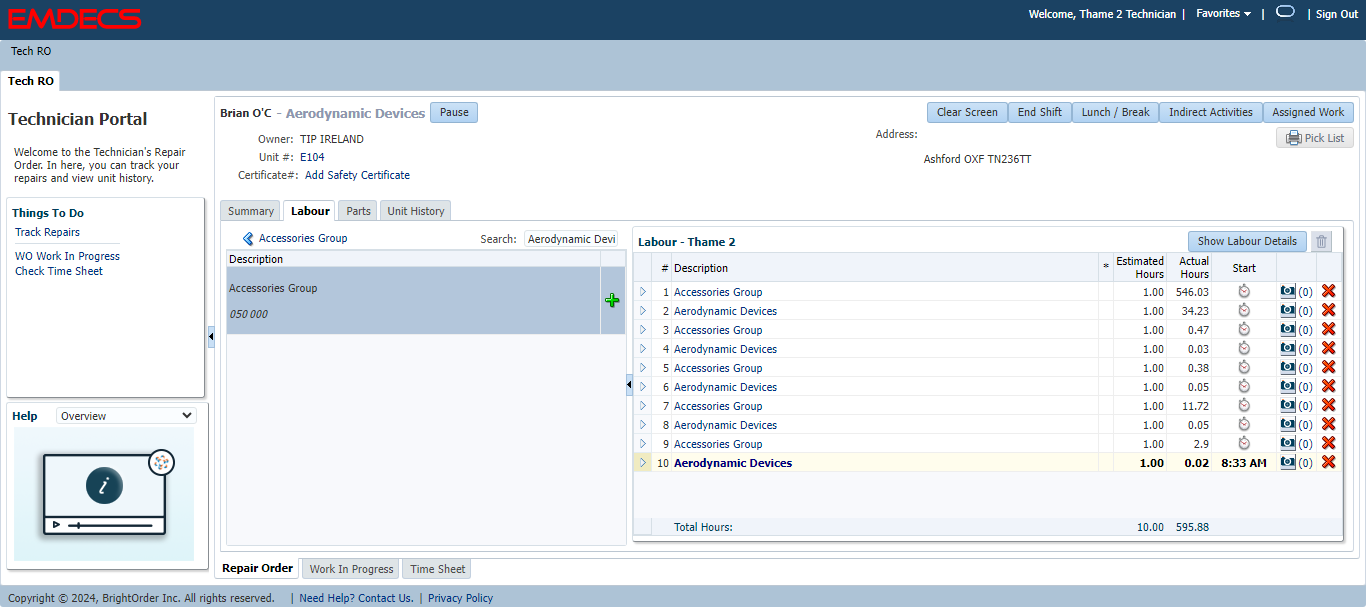 EMDECS
Welcome, Thame 2 Technician | Favorites | | Sign Out
Tech RO
Tech RO
Technician Portal
Welcome to the Technician's Repair
Order. In here, you can track your
repairs and view unit history.
Things To Do
Track Repairs
WO Work In Progress
Check Time Sheet
Help Overview
i
Brian O'C - Aerodynamic Devices Pause
Clear Screen End Shift Lunch / Break Indirect Activities Assigned Work
Pick List
Owner: TIP IRELAND
Unit #: E104
Certificate#: Add Safety Certificate
Address:
Ashford OXF TN236TT
Summary Labour Parts Unit History
Accessories Group Search: Aerodynamic Devi
Description
Accessories Group
050 000
Labour - Thame 2 Show Labour Details
# Description * Estimated Hours Actual Hours Start
1 Accessories Group 1.00 546.03 (0)
2 Aerodynamic Devices 1.00 34.23 (0)
3 Accessories Group 1.00 0.47 (0)
4 Aerodynamic Devices 1.00 0.03 (0)
5 Accessories Group 1.00 0.38 (0)
6 Aerodynamic Devices 1.00 0.05 (0)
7 Accessories Group 1.00 11.72 (0)
8 Aerodynamic Devices 1.00 0.05 (0)
9 Accessories Group 1.00 2.9 (0)
10 Aerodynamic Devices 1.00 0.02 8:33 AM (0)
Total Hours: 10.00 595.88
Repair Order Work In Progress Time Sheet
Copyright © 2024, BrightOrder Inc. All rights reserved. | Need Help? Contact Us. | Privacy Policy